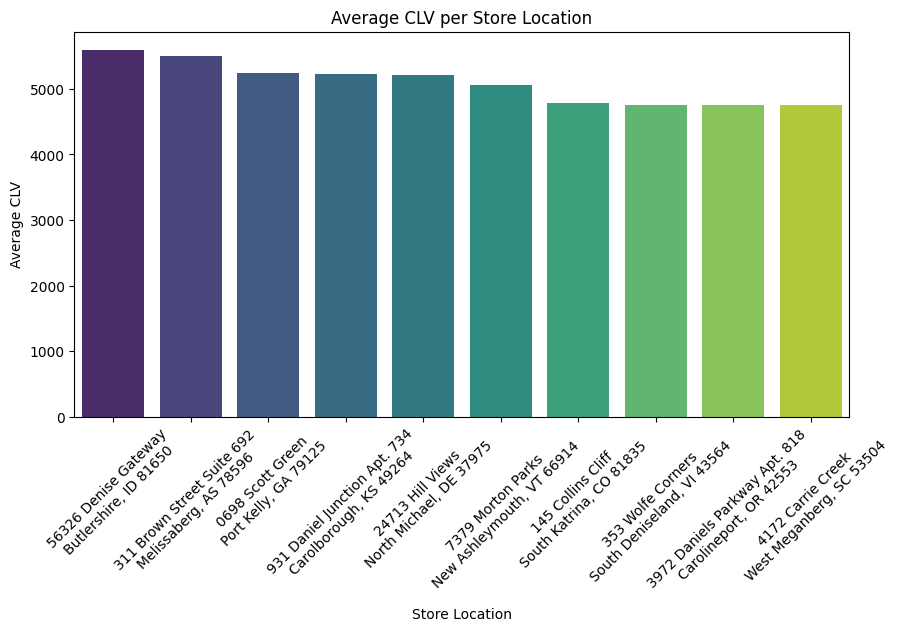 Average CLV per Store Location
Average CLV
5000
4000
3000
2000
1000
0
56326 Denise Gateway
Butlershire, ID 81650
311 Brown Street Suite 692
Melissaberg, AS 78596
0698 Scott Green
Port Kelly, GA 79125
931 Daniel Junction Apt. 734
Carolborough, KS 49264
24713 Hill Views
North Michael, DE 37975
7379 Morton Parks
New Ashleymouth, VT 66914
145 Collins Cliff
South Katrina, CO 81835
353 Wolfe Corners
South Deniseland, VI 43564
3972 Daniels Parkway Apt. 818
Carolineport, OR 42553
4172 Carrie Creek
West Meganberg, SC 53504
Store Location